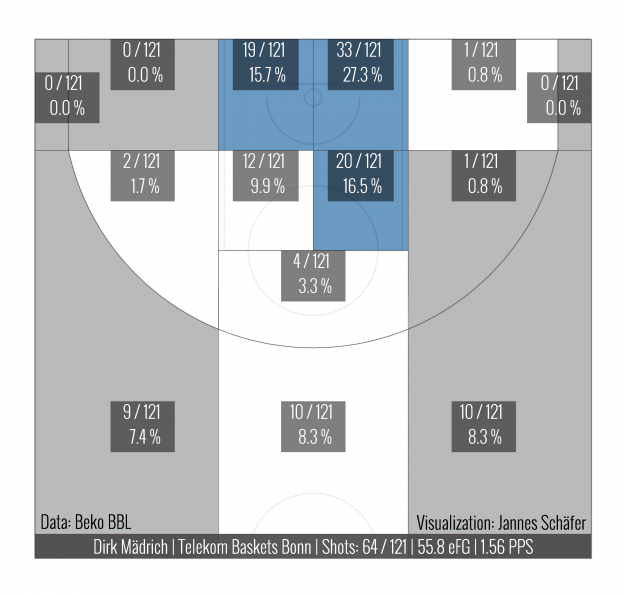 0 / 121
0.0 %
19 / 121
15.7 %
33 / 121
27.3 %
1 / 121
0.8 %
0 / 121
0.0 %
0 / 121
0.0 %
2 / 121
1.7 %
12 / 121
9.9 %
20 / 121
16.5 %
1 / 121
0.8 %
4 / 121
3.3 %
9 / 121
7.4 %
10 / 121
8.3 %
10 / 121
8.3 %
Data: Beko BBL
Visualization: Jannes Schäfer
Dirk Mädrich | Telekom Baskets Bonn | Shots: 64 / 121 | 55.8 eFG | 1.56 PPS